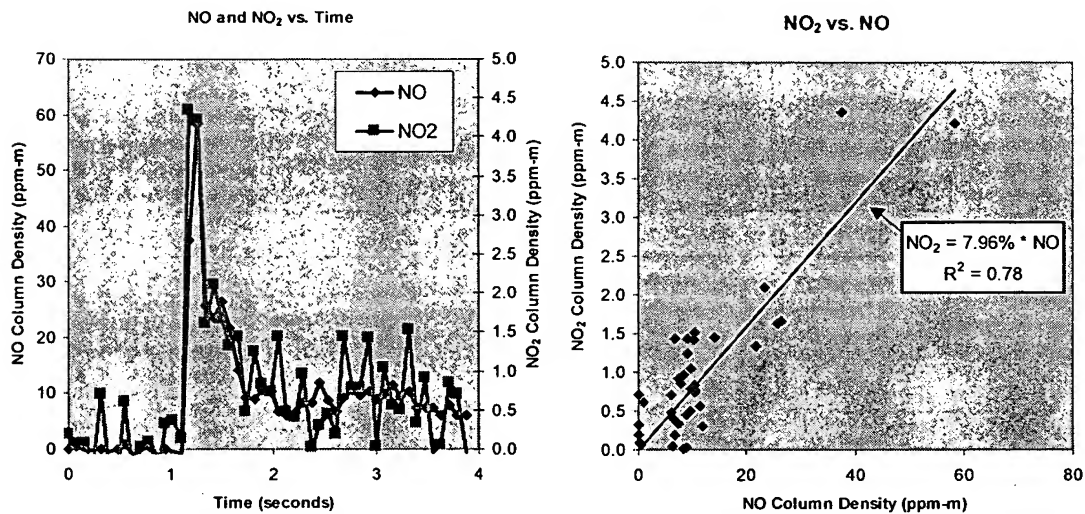 NO and NO₂ vs. Time
70
60
50
40
30
20
10
0
NO Column Density (ppm-m)
5.0
4.5
4.0
3.5
3.0
2.5
2.0
1.5
1.0
0.5
0.0
NO₂ Column Density (ppm-m)
NO
NO2
0 1 2 3 4
Time (seconds)
NO₂ vs. NO
5.0
4.5
4.0
3.5
3.0
2.5
2.0
1.5
1.0
0.5
0.0
NO₂ Column Density (ppm-m)
NO₂ = 7.96% * NO
R² = 0.78
0 20 40 60 80
NO Column Density (ppm-m)